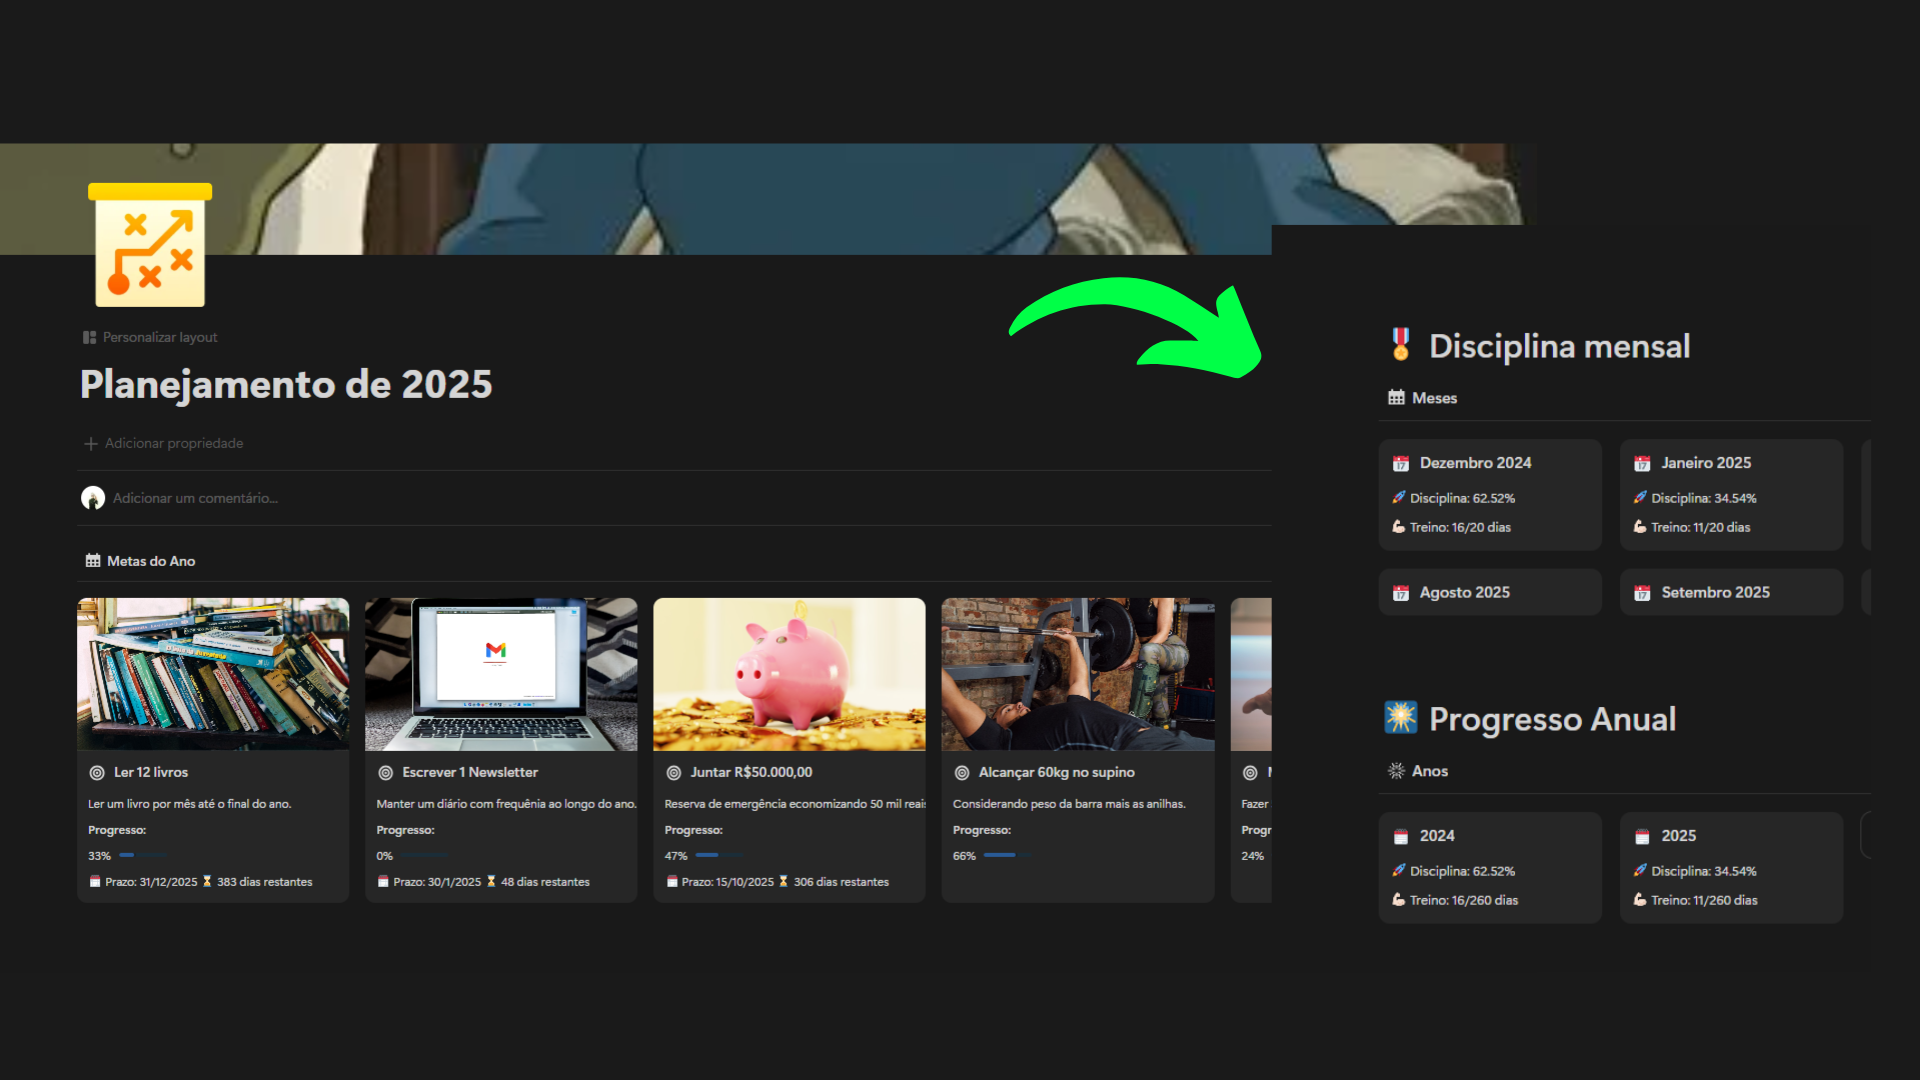 Personalizar layout
Planejamento de 2025
Adicionar propriedade
Adicionar um comentário...
Metas do Ano
Ler 12 livros
Ler um livro por mês até o final do ano.
Progresso:
33%
Prazo: 31/12/2025 ⏳ 383 dias restantes
Escrever 1 Newsletter
Manter um diário com frequênia ao longo do ano.
Progresso:
0%
Prazo: 30/1/2025 ⏳ 48 dias restantes
Juntar R$50.000,00
Reserva de emergência economizando 50 mil reais
Progresso:
47%
Prazo: 15/10/2025 ⏳ 306 dias restantes
Alcançar 60kg no supino
Considerando peso da barra mais as anilhas.
Progresso:
66%
Fazer
Progr
24%
Disciplina mensal
Meses
Dezembro 2024
Disciplina: 62.52%
Treino: 16/20 dias
Janeiro 2025
Disciplina: 34.54%
Treino: 11/20 dias
Agosto 2025
Setembro 2025
Progresso Anual
Anos
2024
Disciplina: 62.52%
Treino: 16/260 dias
2025
Disciplina: 34.54%
Treino: 11/260 dias